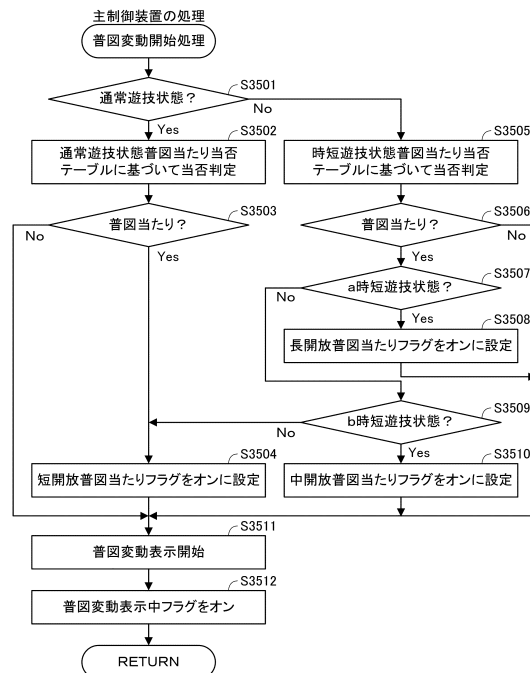 主制御装置の処理
普図変動開始処理
S3501
通常遊技状態？
No
Yes
S3502
通常遊技状態普図当たり当否
テーブルに基づいて当否判定
S3505
時短遊技状態普図当たり当否
テーブルに基づいて当否判定
S3503
普図当たり？
No
Yes
S3506
普図当たり？
No
Yes
S3507
a時短遊技状態？
No
Yes
S3508
長開放普図当たりフラグをオンに設定
S3509
b時短遊技状態？
No
Yes
S3504
短開放普図当たりフラグをオンに設定
S3510
中開放普図当たりフラグをオンに設定
S3511
普図変動表示開始
S3512
普図変動表示中フラグをオン
RETURN